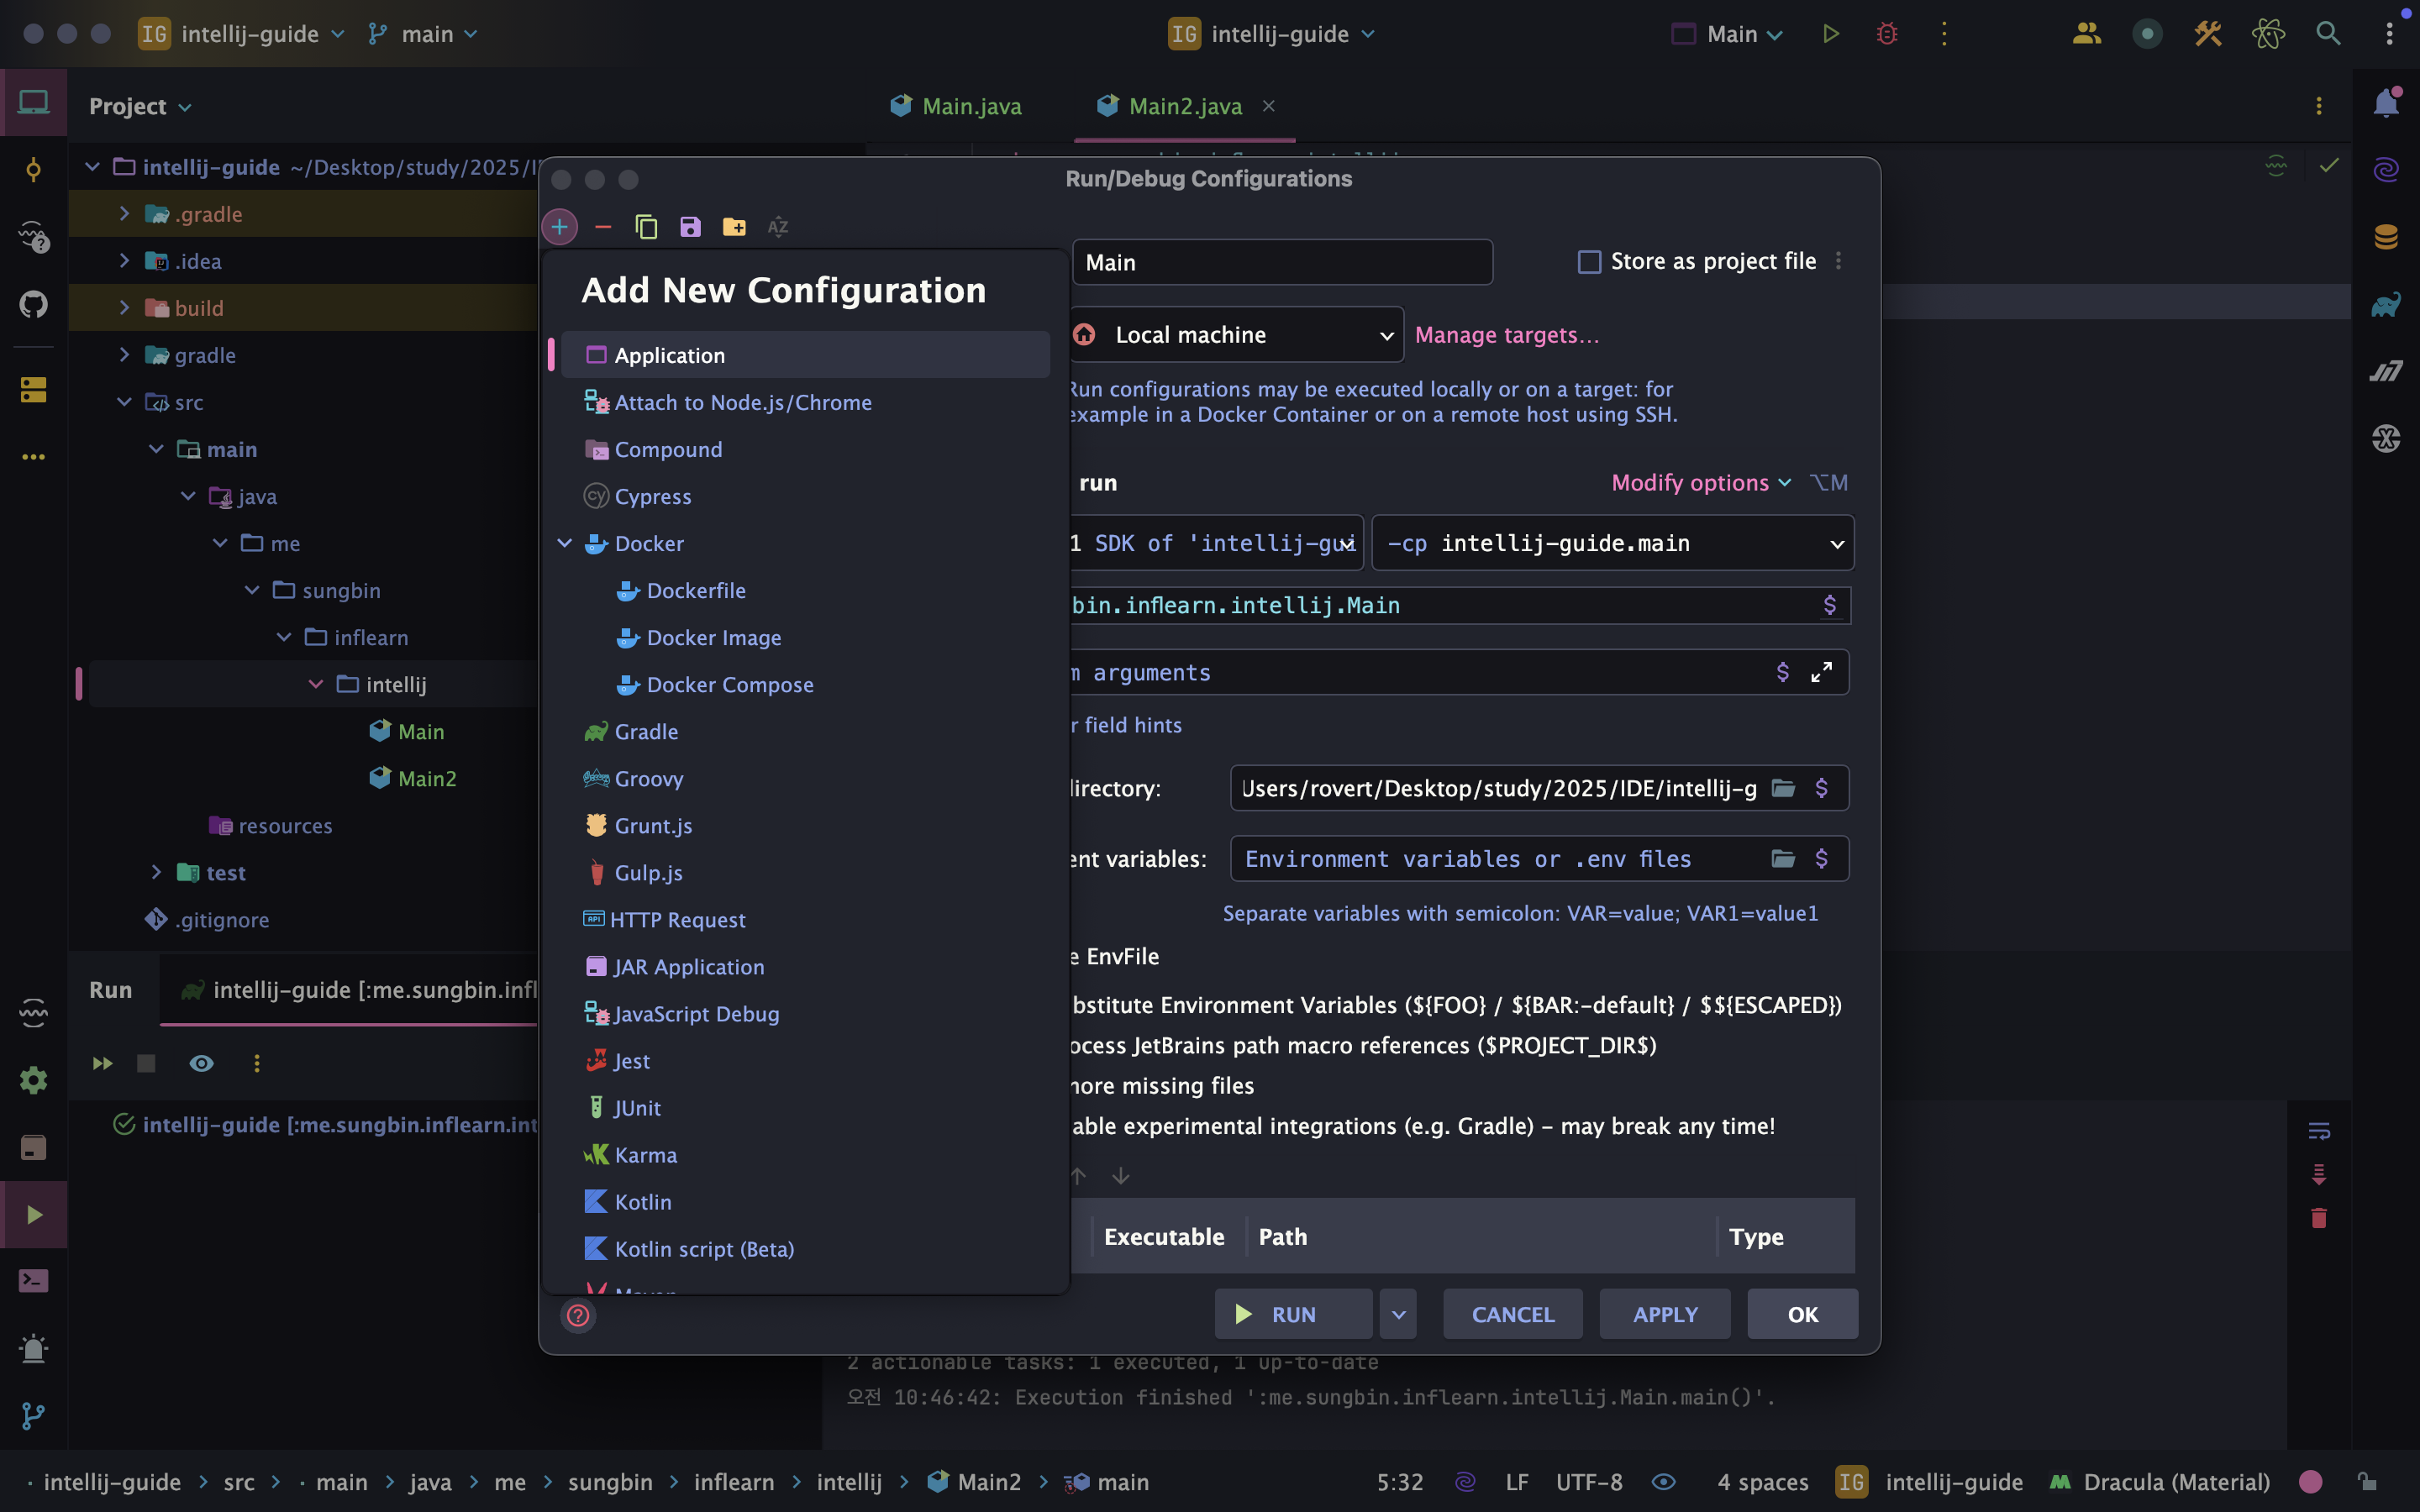 IG intellij-guide main
IG intellij-guide
Main
Project
Main.java
Main2.java
intellij-guide ~/Desktop/study/2025/I
.gradle
.idea
build
gradle
src
main
java
me
sungbin
inflearn
intellij
Main
Main2
resources
test
.gitignore
Run/Debug Configurations
Add New Configuration
Application
Attach to Node.js/Chrome
Compound
cy Cypress
Docker
Dockerfile
Docker Image
Docker Compose
Gradle
Groovy
Grunt.js
Gulp.js
API HTTP Request
JAR Application
JavaScript Debug
Jest
JUnit
Karma
Kotlin
Kotlin script (Beta)
Main
Store as project file
Local machine
Manage targets...
Run configurations may be executed locally or on a target: for
example in a Docker Container or on a remote host using SSH.
run
Modify options ⌥M
1 SDK of 'intellij-gui
-cp intellij-guide.main
bin.inflearn.intellij.Main
m arguments
r field hints
directory:
Users/rovert/Desktop/study/2025/IDE/intellij-g
ent variables:
Environment variables or .env files
Separate variables with semicolon: VAR=value; VAR1=value1
e EnvFile
bstitute Environment Variables (${FOO} / ${BAR:-default} / $${ESCAPED})
ocess JetBrains path macro references ($PROJECT_DIR$)
nore missing files
able experimental integrations (e.g. Gradle) - may break any time!
Executable Path Type
RUN
CANCEL
APPLY
OK
Run
intellij-guide [:me.sungbin.infl
intellij-guide [:me.sungbin.inflearn.int
2 actionable tasks: 1 executed, 1 up-to-date
오전 10:46:42: Execution finished ':me.sungbin.inflearn.intellij.Main.main()'.
intellij-guide > src > main > java > me > sungbin > inflearn > intellij > Main2 > main
5:32 LF UTF-8 4 spaces IG intellij-guide Dracula (Material)